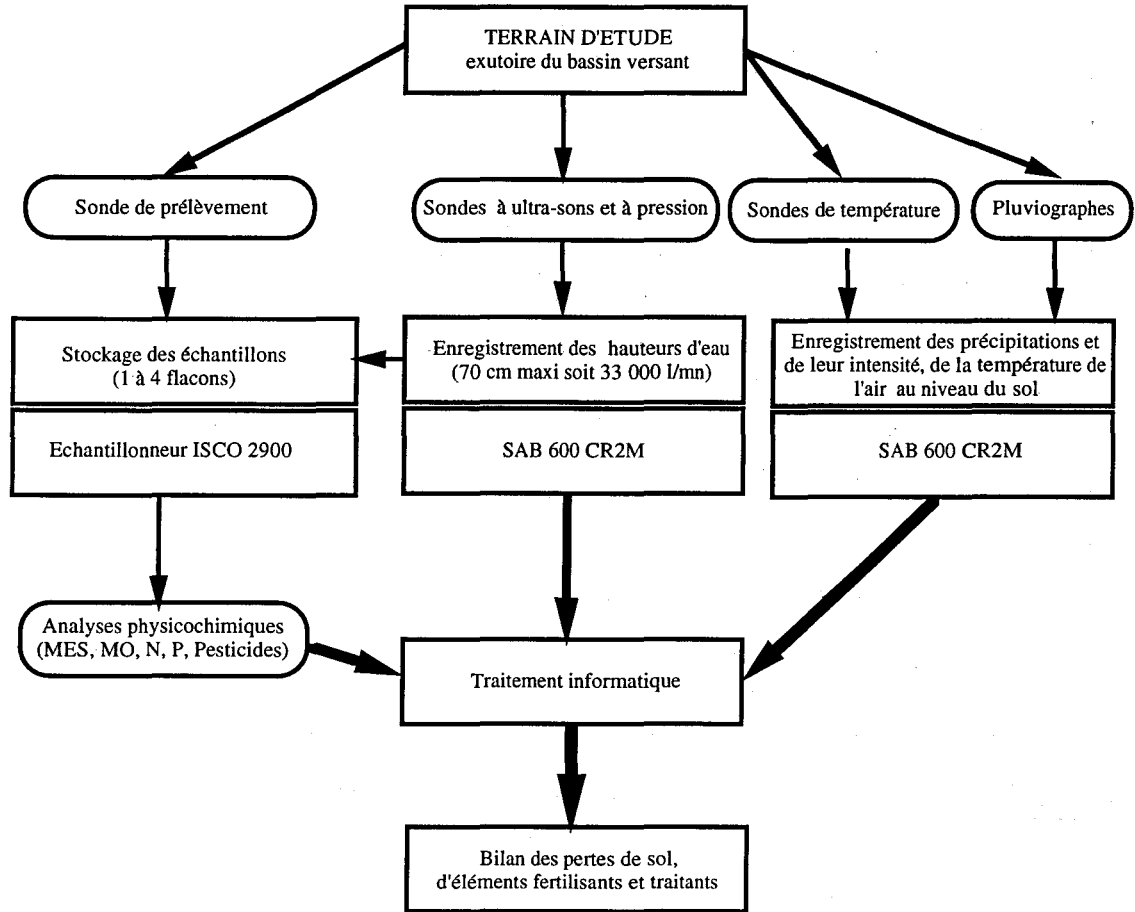 TERRAIN D'ETUDE
exutoire du bassin versant
Sonde de prélèvement
Sondes à ultra-sons et à pression
Sondes de température
Pluviographes
Stockage des échantillons
(1 à 4 flacons)
Enregistrement des hauteurs d'eau
(70 cm maxi soit 33 000 l/mn)
Enregistrement des précipitations et
de leur intensité, de la température de
l'air au niveau du sol
Echantillonneur ISCO 2900
SAB 600 CR2M
SAB 600 CR2M
Analyses physicochimiques
(MES, MO, N, P, Pesticides)
Traitement informatique
Bilan des pertes de sol,
d'éléments fertilisants et traitants